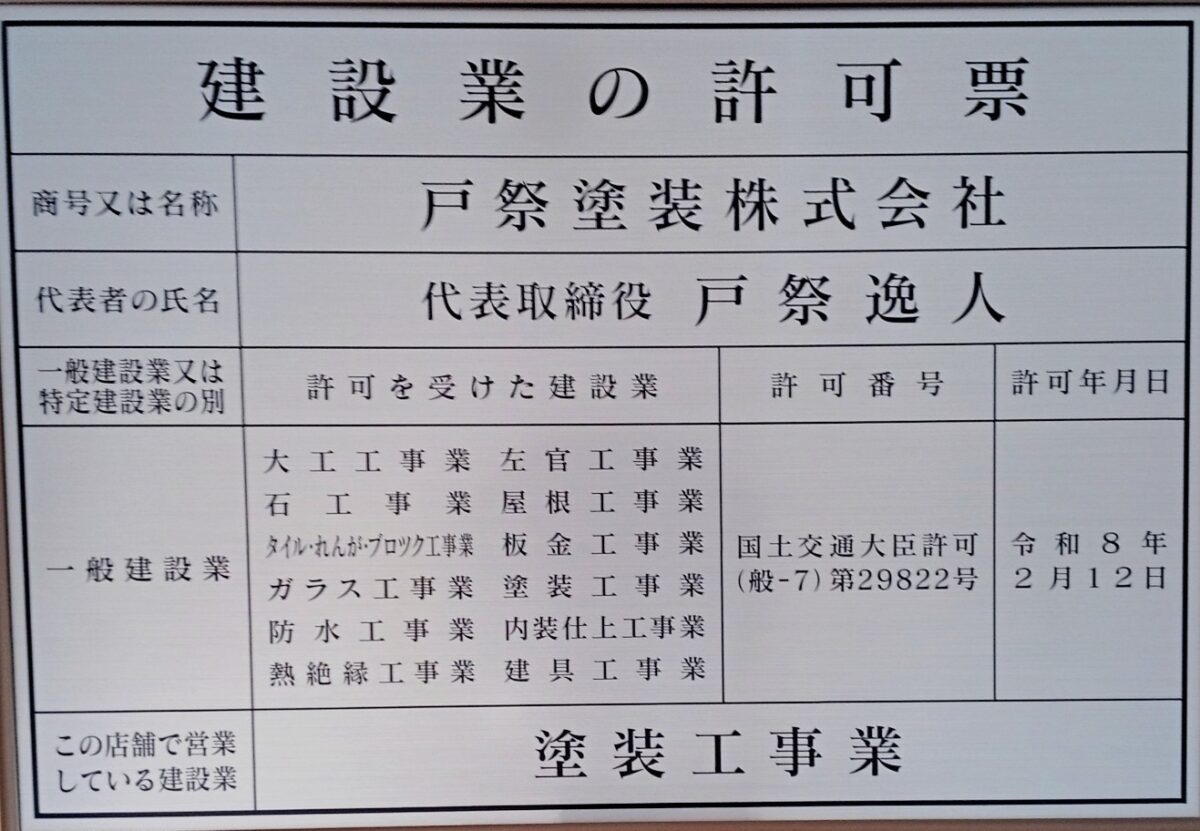 建設業の許可票
商号又は名称
戸祭塗装株式会社
代表者の氏名
代表取締役 戸祭逸人
一般建設業又は
特定建設業の別
許可を受けた建設業
許可番号
許可年月日
一般建設業
大工工事業 左官工事業
石工事業 屋根工事業
タイル・れんが・ブロツク工事業 板金工事業
ガラス工事業 塗装工事業
防水工事業 内装仕上工事業
熱絶縁工事業 建具工事業
国土交通大臣許可
(般-7)第29822号
令和8年
2月12日
この店舗で営業
している建設業
塗装工事業